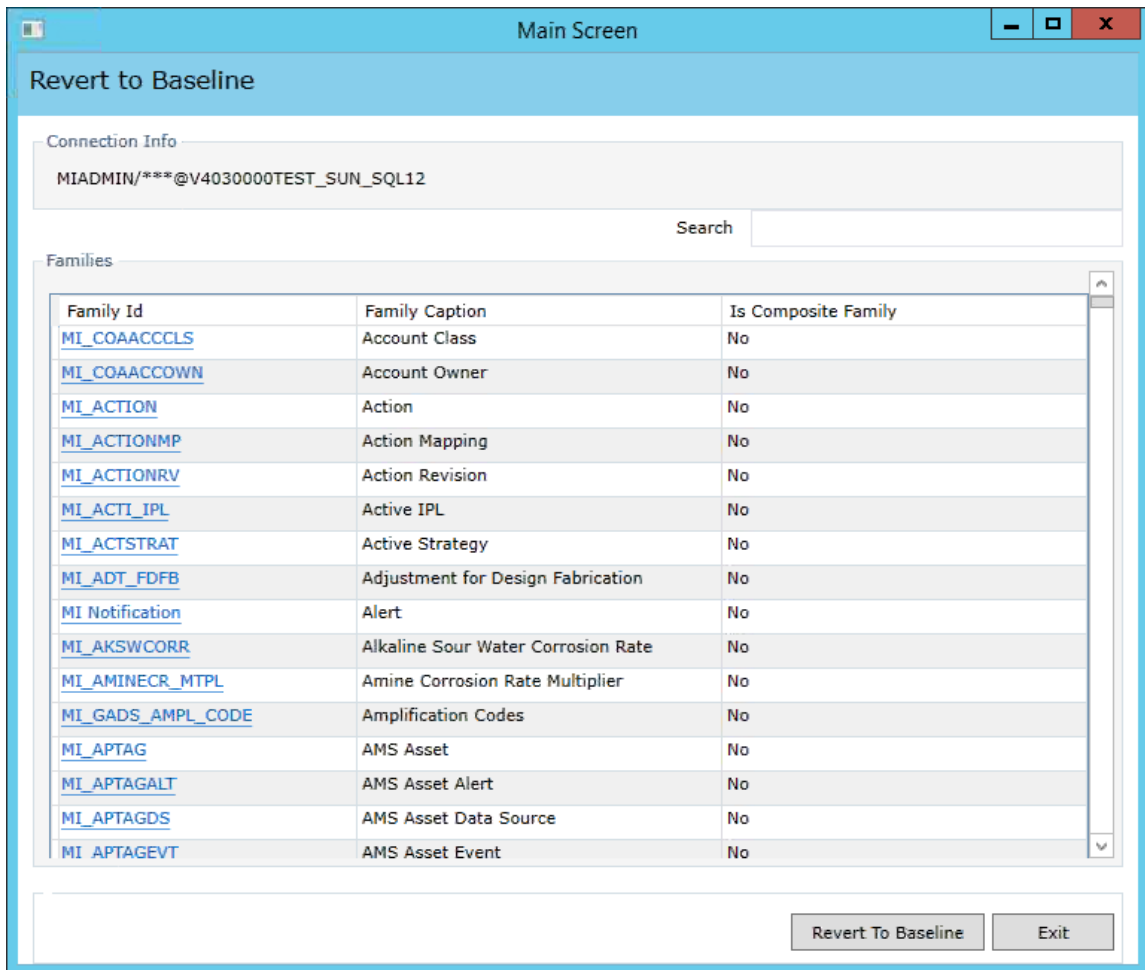 Main Screen
Revert to Baseline
Connection Info
MIADMIN/***@V4030000TEST_SUN_SQL12
Search
Families
Family Id Family Caption Is Composite Family
MI_COAACCCLS Account Class No
MI_COAACCOWN Account Owner No
MI_ACTION Action No
MI_ACTIONMP Action Mapping No
MI_ACTIONRV Action Revision No
MI_ACTI_IPL Active IPL No
MI_ACTSTRAT Active Strategy No
MI_ADT_FDFB Adjustment for Design Fabrication No
MI Notification Alert No
MI_AKSWCORR Alkaline Sour Water Corrosion Rate No
MI_AMINECR_MTPL Amine Corrosion Rate Multiplier No
MI_GADS_AMPL_CODE Amplification Codes No
MI_APTAG AMS Asset No
MI_APTAGALT AMS Asset Alert No
MI_APTAGDS AMS Asset Data Source No
MI_APTAGEVT AMS Asset Event No
Revert To Baseline Exit